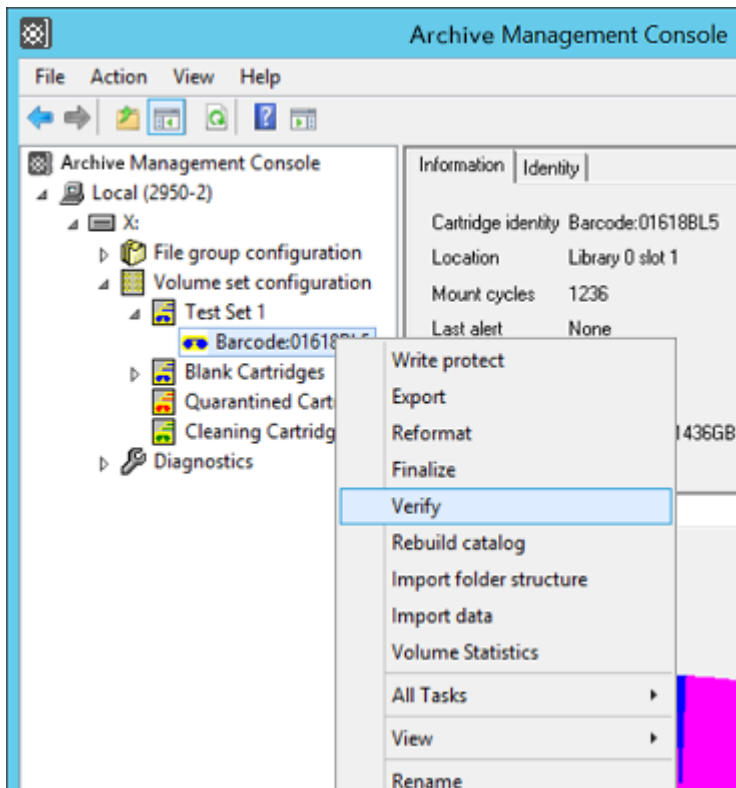 Archive Management Console
File Action View Help
Archive Management Console
Local (2950-2)
X:
File group configuration
Volume set configuration
Test Set 1
Barcode:01618BL5
Blank Cartridges
Quarantined Cart
Cleaning Cartridg
Diagnostics
Information Identity
Cartridge identity Barcode:01618BL5
Location Library 0 slot 1
Mount cycles 1236
Last alert None
1436GB
Write protect
Export
Reformat
Finalize
Verify
Rebuild catalog
Import folder structure
Import data
Volume Statistics
All Tasks
View
Rename